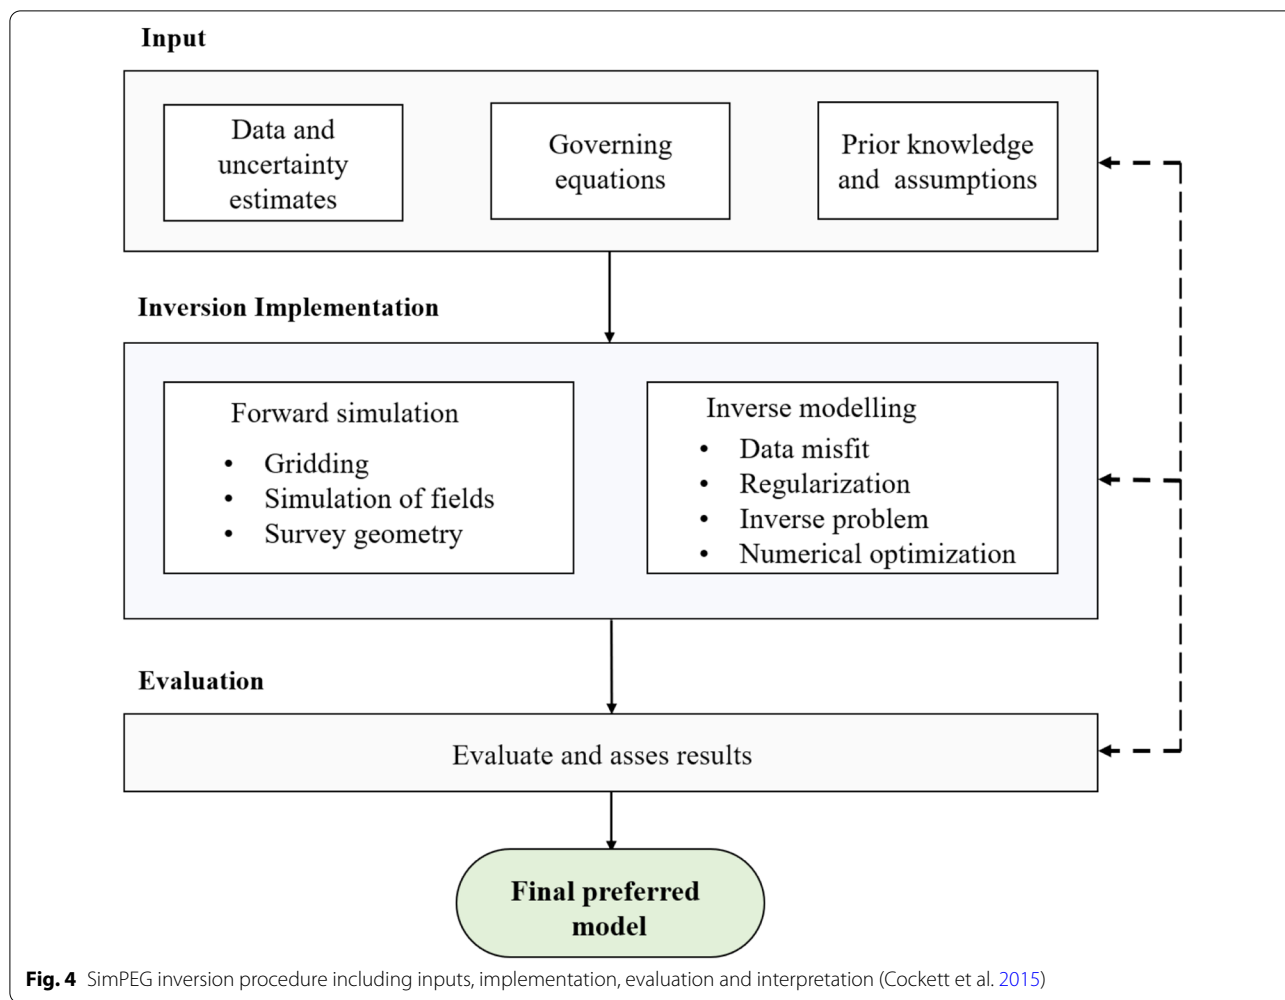 Input
Data and
uncertainty
estimates
Governing
equations
Prior knowledge
and assumptions
Inversion Implementation
Forward simulation
• Gridding
• Simulation of fields
• Survey geometry
Inverse modelling
• Data misfit
• Regularization
• Inverse problem
• Numerical optimization
Evaluation
Evaluate and asses results
Final preferred
model
Fig. 4 SimPEG inversion procedure including inputs, implementation, evaluation and interpretation (Cockett et al. 2015)